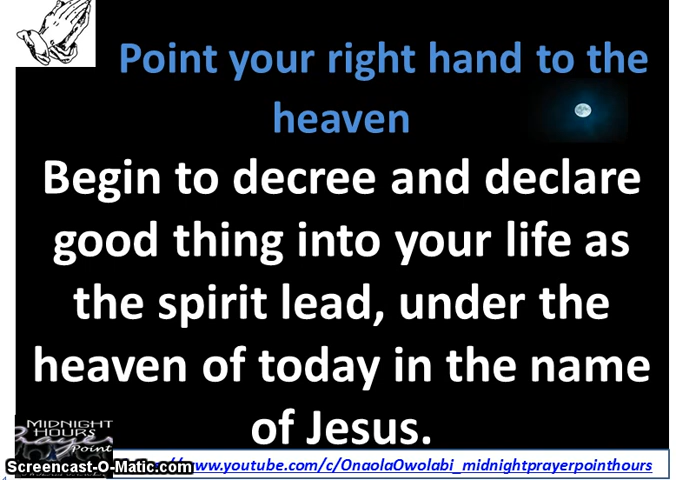 Point your right hand to the
heaven
Begin to decree and declare
good thing into your life as
the spirit lead, under the
heaven of today in the name
of Jesus.
MIDNIGHT
HOURS
Prayer
Point
Screencast-O-Matic.com
www.youtube.com/c/OnaolaOwolabi_midnightprayerpointhours